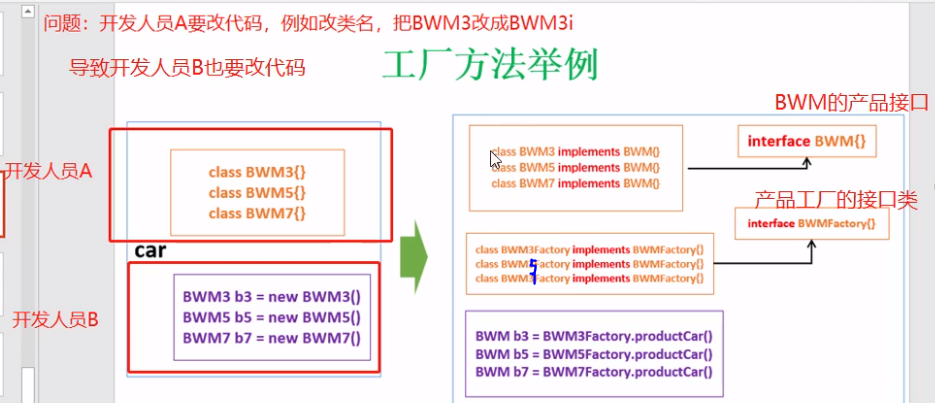 问题：开发人员A要改代码，例如改类名，把BWM3改成BWM3i
导致开发人员B也要改代码
工厂方法举例
开发人员A
class BWM3{}
class BWM5{}
class BWM7{}
car
开发人员B
BWM3 b3 = new BWM3()
BWM5 b5 = new BWM5()
BWM7 b7 = new BWM7()
BWM的产品接口
class BWM3 implements BWM{}
class BWM5 implements BWM{}
class BWM7 implements BWM{}
interface BWM{}
产品工厂的接口类
interface BWMFactory{}
class BWM3Factory implements BWMFactory{}
class BWM5Factory implements BWMFactory{}
class BWM Factory implements BWMFactory{}
BWM b3 = BWM3Factory.productCar()
BWM b5 = BWM5Factory.productCar()
BWM b7 = BWM7Factory.productCar()